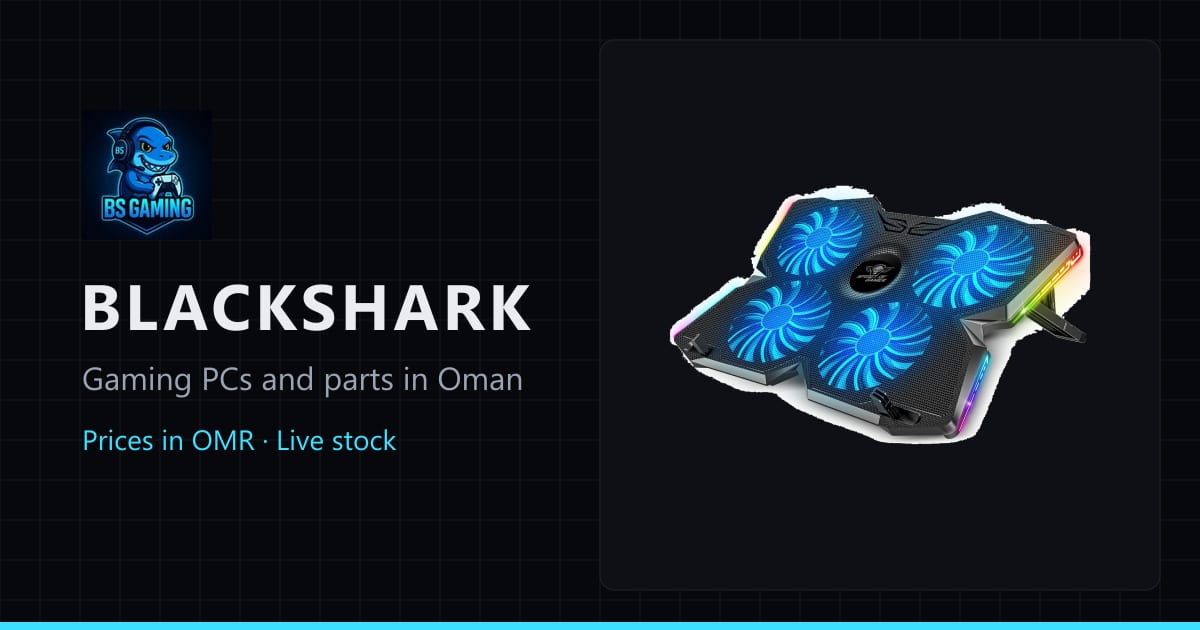 BS
BS GAMING
BLACKSHARK
Gaming PCs and parts in Oman
Prices in OMR · Live stock